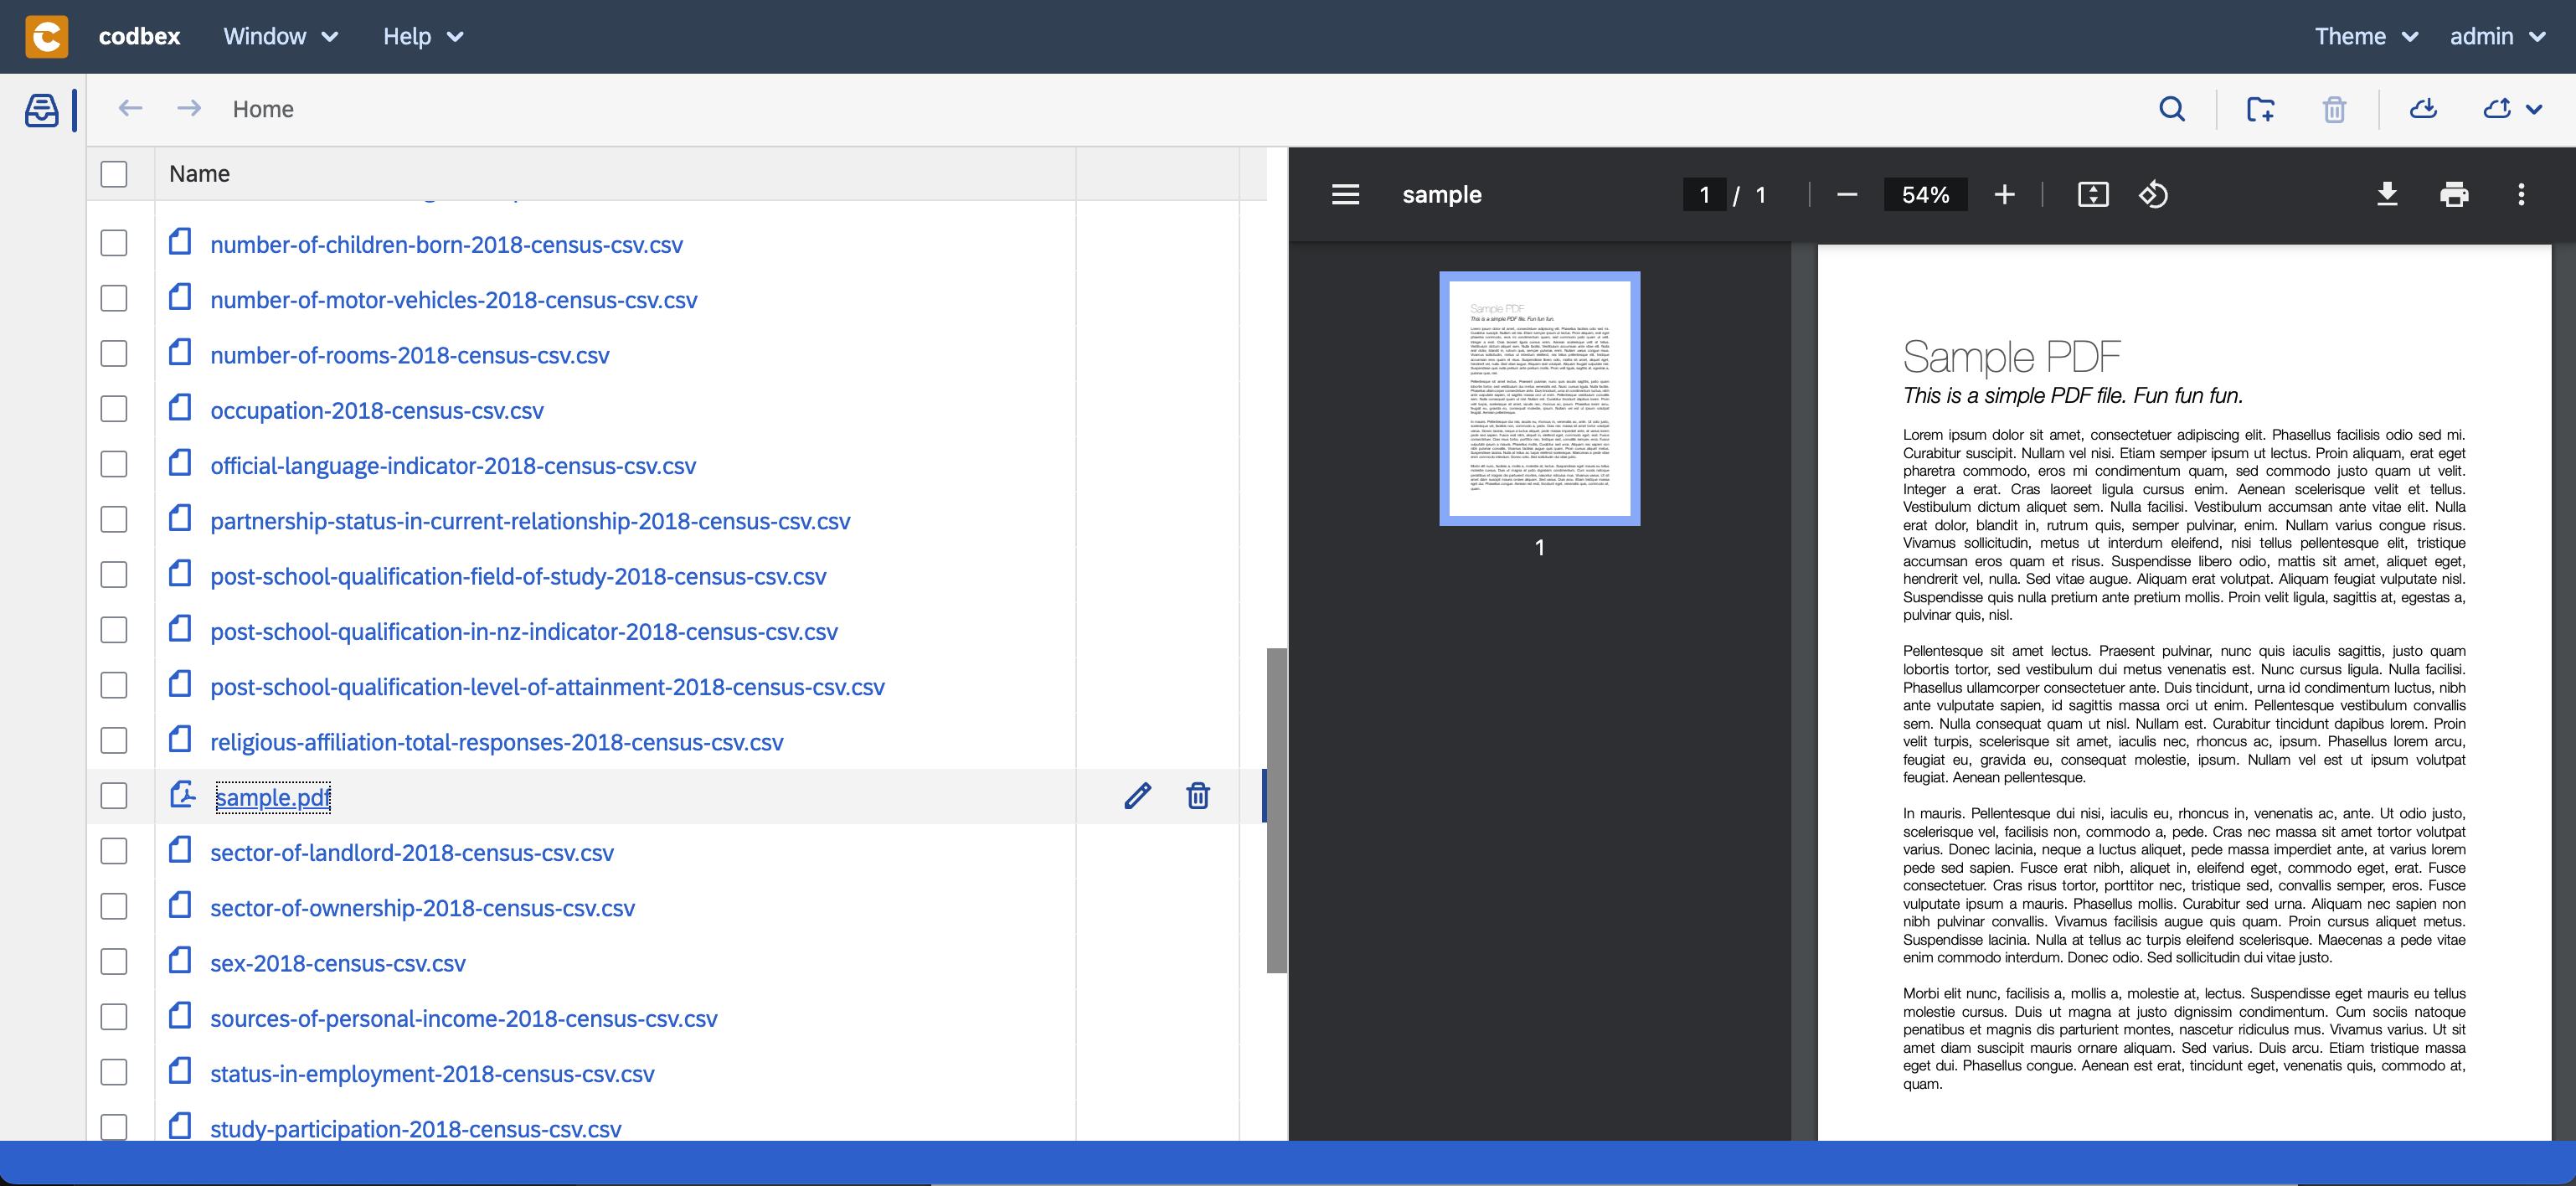 codbex Window Help Theme admin
Home
Name
number-of-children-born-2018-census-csv.csv
number-of-motor-vehicles-2018-census-csv.csv
number-of-rooms-2018-census-csv.csv
occupation-2018-census-csv.csv
official-language-indicator-2018-census-csv.csv
partnership-status-in-current-relationship-2018-census-csv.csv
post-school-qualification-field-of-study-2018-census-csv.csv
post-school-qualification-in-nz-indicator-2018-census-csv.csv
post-school-qualification-level-of-attainment-2018-census-csv.csv
religious-affiliation-total-responses-2018-census-csv.csv
sample.pdf
sector-of-landlord-2018-census-csv.csv
sector-of-ownership-2018-census-csv.csv
sex-2018-census-csv.csv
sources-of-personal-income-2018-census-csv.csv
status-in-employment-2018-census-csv.csv
study-participation-2018-census-csv.csv
sample 1 / 1 54%
Sample PDF
This is a simple PDF file. Fun fun fun.
1
Sample PDF
This is a simple PDF file. Fun fun fun.
Lorem ipsum dolor sit amet, consectetuer adipiscing elit. Phasellus facilisis odio sed mi.
Curabitur suscipit. Nullam vel nisi. Etiam semper ipsum ut lectus. Proin aliquam, erat eget
pharetra commodo, eros mi condimentum quam, sed commodo justo quam ut velit.
Integer a erat. Cras laoreet ligula cursus enim. Aenean scelerisque velit et tellus.
Vestibulum dictum aliquet sem. Nulla facilisi. Vestibulum accumsan ante vitae elit. Nulla
erat dolor, blandit in, rutrum quis, semper pulvinar, enim. Nullam varius congue risus.
Vivamus sollicitudin, metus ut interdum eleifend, nisi tellus pellentesque elit, tristique
accumsan eros quam et risus. Suspendisse libero odio, mattis sit amet, aliquet eget,
hendrerit vel, nulla. Sed vitae augue. Aliquam erat volutpat. Aliquam feugiat vulputate nisl.
Suspendisse quis nulla pretium ante pretium mollis. Proin velit ligula, sagittis at, egestas a,
pulvinar quis, nisl.
Pellentesque sit amet lectus. Praesent pulvinar, nunc quis iaculis sagittis, justo quam
lobortis tortor, sed vestibulum dui metus venenatis est. Nunc cursus ligula. Nulla facilisi.
Phasellus ullamcorper consectetuer ante. Duis tincidunt, urna id condimentum luctus, nibh
ante vulputate sapien, id sagittis massa orci ut enim. Pellentesque vestibulum convallis
sem. Nulla consequat quam ut nisl. Nullam est. Curabitur tincidunt dapibus lorem. Proin
velit turpis, scelerisque sit amet, iaculis nec, rhoncus ac, ipsum. Phasellus lorem arcu,
feugiat eu, gravida eu, consequat molestie, ipsum. Nullam vel est ut ipsum volutpat
feugiat. Aenean pellentesque.
In mauris. Pellentesque dui nisi, iaculis eu, rhoncus in, venenatis ac, ante. Ut odio justo,
scelerisque vel, facilisis non, commodo a, pede. Cras nec massa sit amet tortor volutpat
varius. Donec lacinia, neque a luctus aliquet, pede massa imperdiet ante, at varius lorem
pede sed sapien. Fusce erat nibh, aliquet in, eleifend eget, commodo eget, erat. Fusce
consectetuer. Cras risus tortor, porttitor nec, tristique sed, convallis semper, eros. Fusce
vulputate ipsum a mauris. Phasellus mollis. Curabitur sed urna. Aliquam nec sapien non
nibh pulvinar convallis. Vivamus facilisis augue quis quam. Proin cursus aliquet metus.
Suspendisse lacinia. Nulla at tellus ac turpis eleifend scelerisque. Maecenas a pede vitae
enim commodo interdum. Donec odio. Sed sollicitudin dui vitae justo.
Morbi elit nunc, facilisis a, mollis a, molestie at, lectus. Suspendisse eget mauris eu tellus
molestie cursus. Duis ut magna at justo dignissim condimentum. Cum sociis natoque
penatibus et magnis dis parturient montes, nascetur ridiculus mus. Vivamus varius. Ut sit
amet diam suscipit mauris ornare aliquam. Sed varius. Duis arcu. Etiam tristique massa
eget dui. Phasellus congue. Aenean est erat, tincidunt eget, venenatis quis, commodo at,
quam.